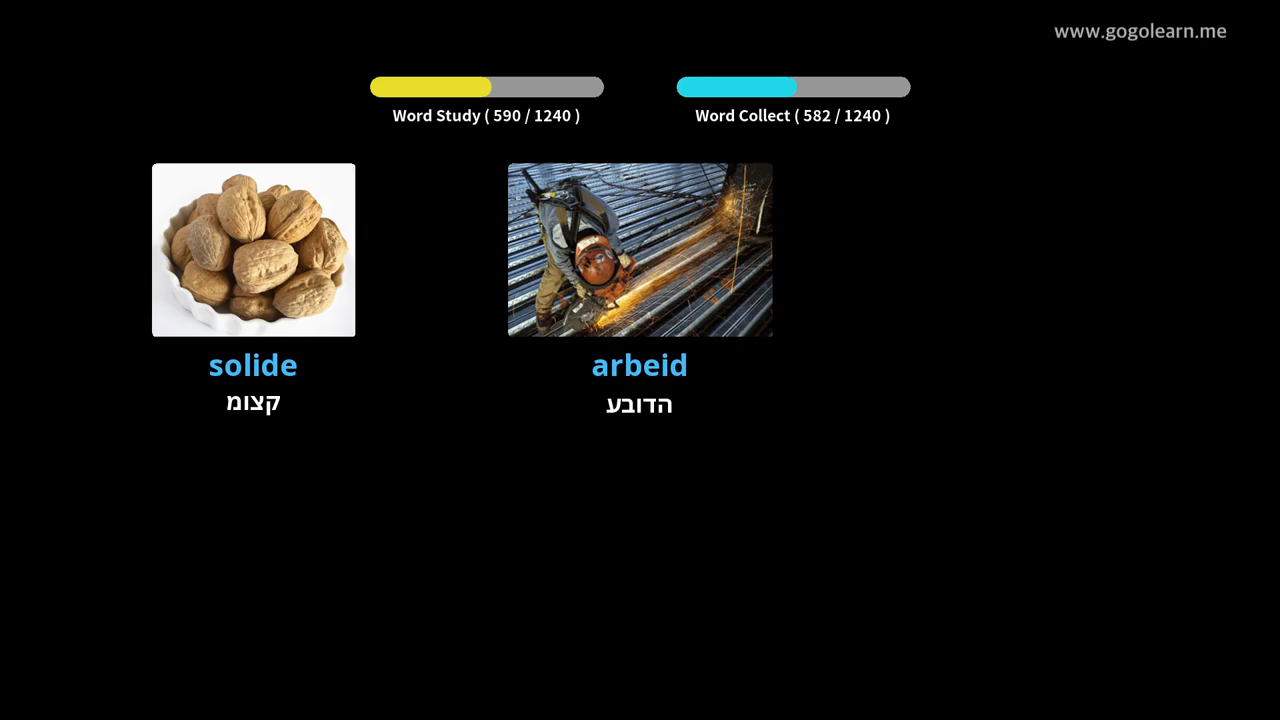 www.gogolearn.me
Word Study ( 590 / 1240 )
Word Collect ( 582 / 1240 )
solide
קצומ
arbeid
הדובע